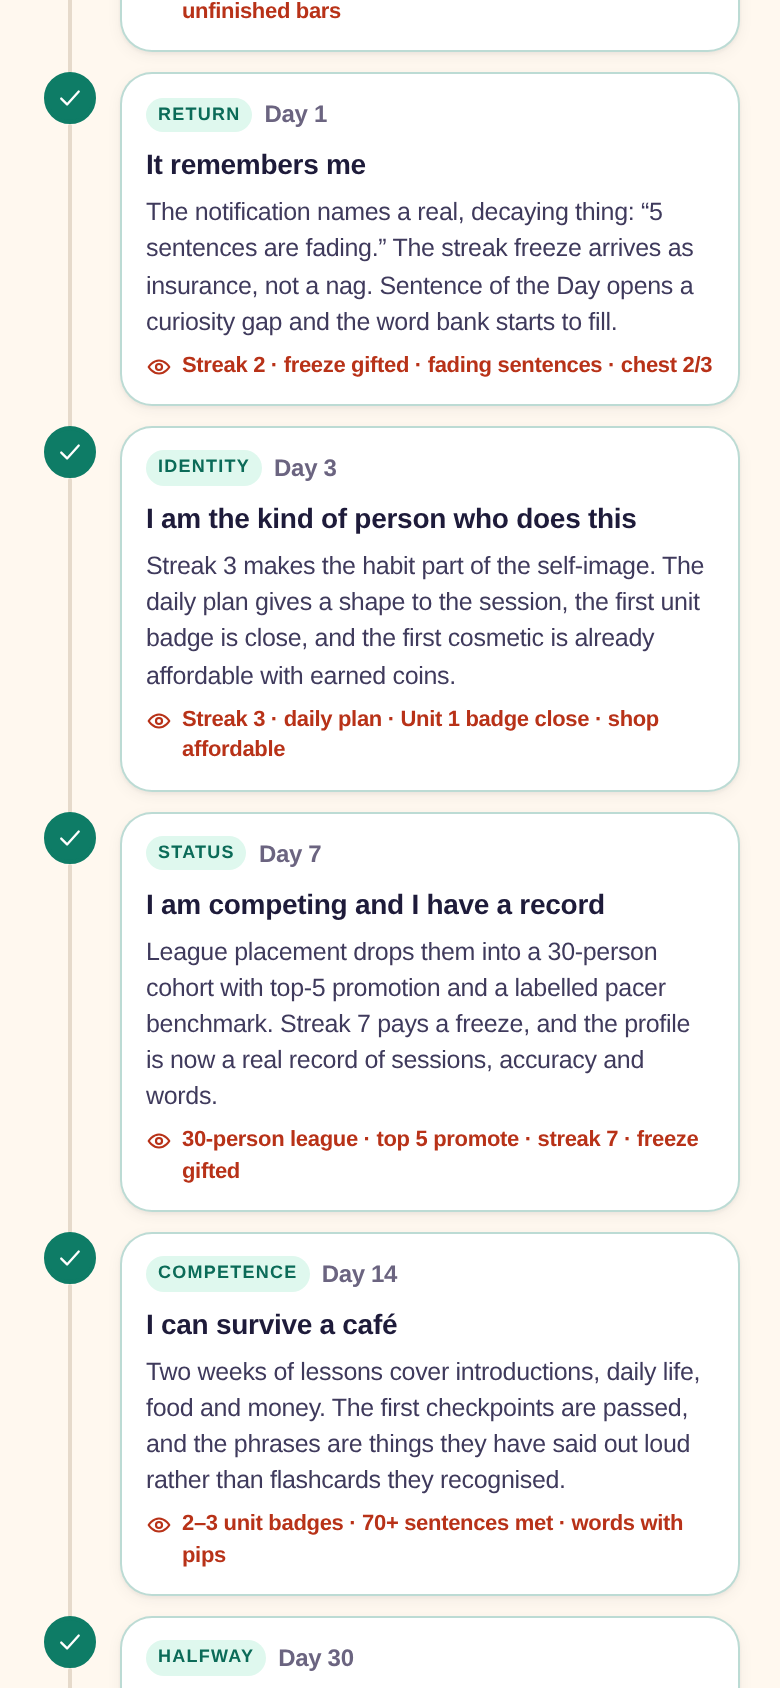 unfinished bars
RETURN Day 1
It remembers me
The notification names a real, decaying thing: “5
sentences are fading.” The streak freeze arrives as
insurance, not a nag. Sentence of the Day opens a
curiosity gap and the word bank starts to fill.
Streak 2 · freeze gifted · fading sentences · chest 2/3
IDENTITY Day 3
I am the kind of person who does this
Streak 3 makes the habit part of the self-image. The
daily plan gives a shape to the session, the first unit
badge is close, and the first cosmetic is already
affordable with earned coins.
Streak 3 · daily plan · Unit 1 badge close · shop
affordable
STATUS Day 7
I am competing and I have a record
League placement drops them into a 30-person
cohort with top-5 promotion and a labelled pacer
benchmark. Streak 7 pays a freeze, and the profile
is now a real record of sessions, accuracy and
words.
30-person league · top 5 promote · streak 7 · freeze
gifted
COMPETENCE Day 14
I can survive a café
Two weeks of lessons cover introductions, daily life,
food and money. The first checkpoints are passed,
and the phrases are things they have said out loud
rather than flashcards they recognised.
2–3 unit badges · 70+ sentences met · words with
pips
HALFWAY Day 30